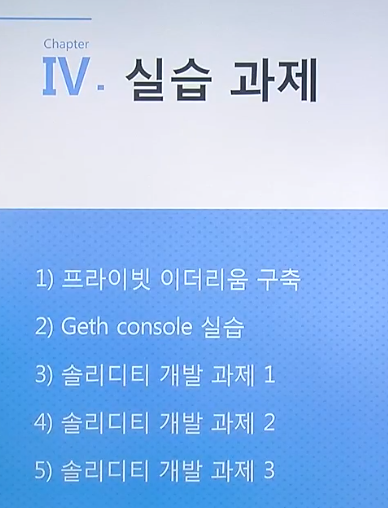 Chapter
Ⅳ. 실습 과제
1) 프라이빗 이더리움 구축
2) Geth console 실습
3) 솔리디티 개발 과제 1
4) 솔리디티 개발 과제 2
5) 솔리디티 개발 과제 3